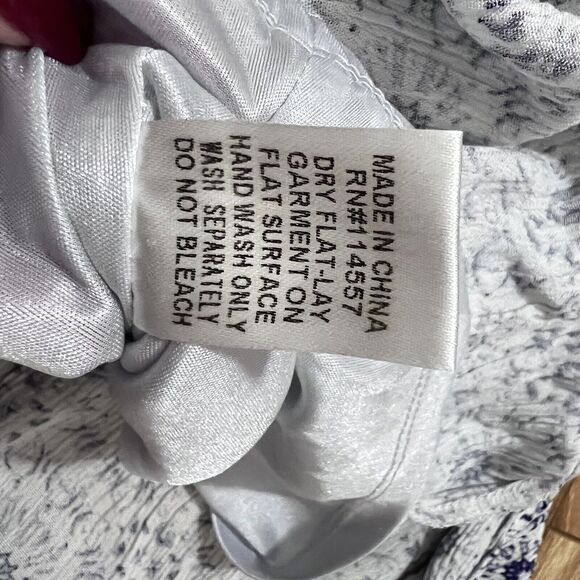 MADE IN CHINA
RN#114557
DRY FLAT-LAY
GARMENT ON
FLAT SURFACE
HAND WASH ONLY
WASH SEPARATELY
DO NOT BLEACH